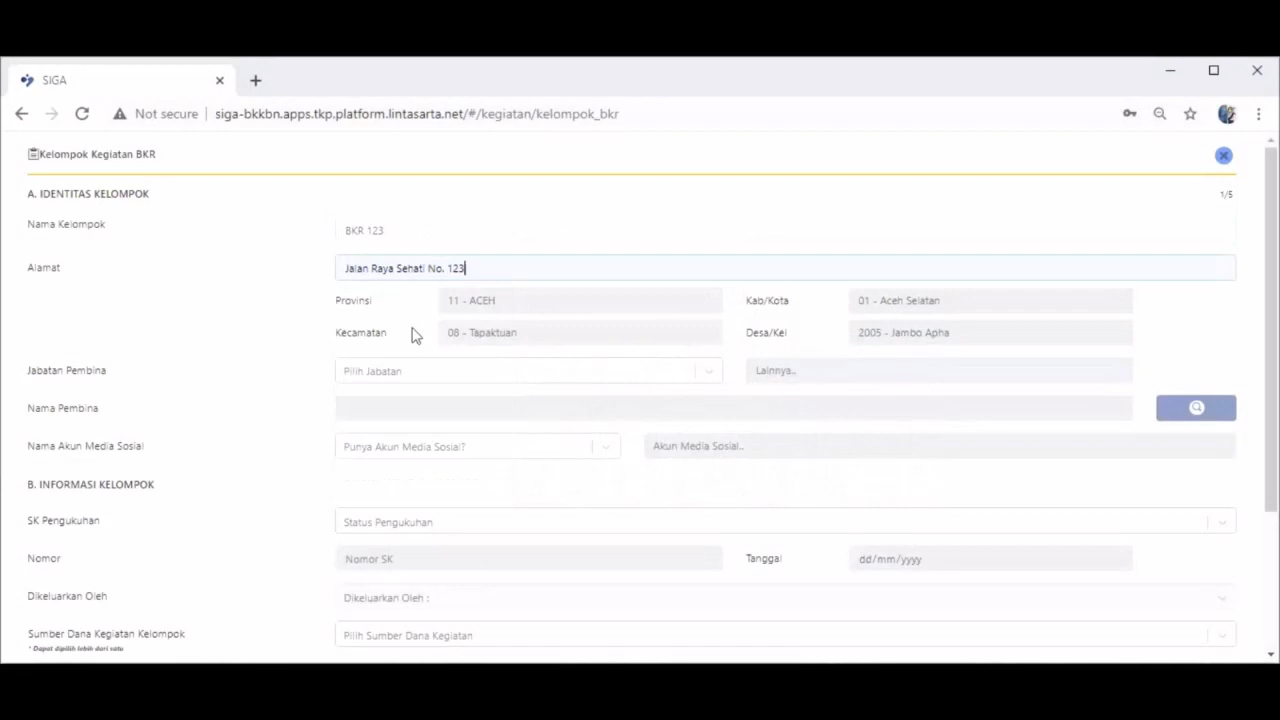 SIGA
Not secure
siga-bkkbn.apps.tkp.platform.lintasarta.net/#/kegiatan/kelompok_bkr
Kelompok Kegiatan BKR
A. IDENTITAS KELOMPOK
1/5
Nama Kelompok
BKR 123
Alamat
Jalan Raya Sehati No. 123
Provinsi
11 - ACEH
Kab/Kota
01 - Aceh Selatan
Kecamatan
08 - Tapaktuan
Desa/Kel
2005 - Jambo Apha
Jabatan Pembina
Pilih Jabatan
Lainnya..
Nama Pembina
Nama Akun Media Sosial
Punya Akun Media Sosial?
Akun Media Sosial..
B. INFORMASI KELOMPOK
SK Pengukuhan
Status Pengukuhan
Nomor
Nomor SK
Tanggal
dd/mm/yyyy
Dikeluarkan Oleh
Dikeluarkan Oleh :
Sumber Dana Kegiatan Kelompok
Pilih Sumber Dana Kegiatan
* Dapat dipilih lebih dari satu